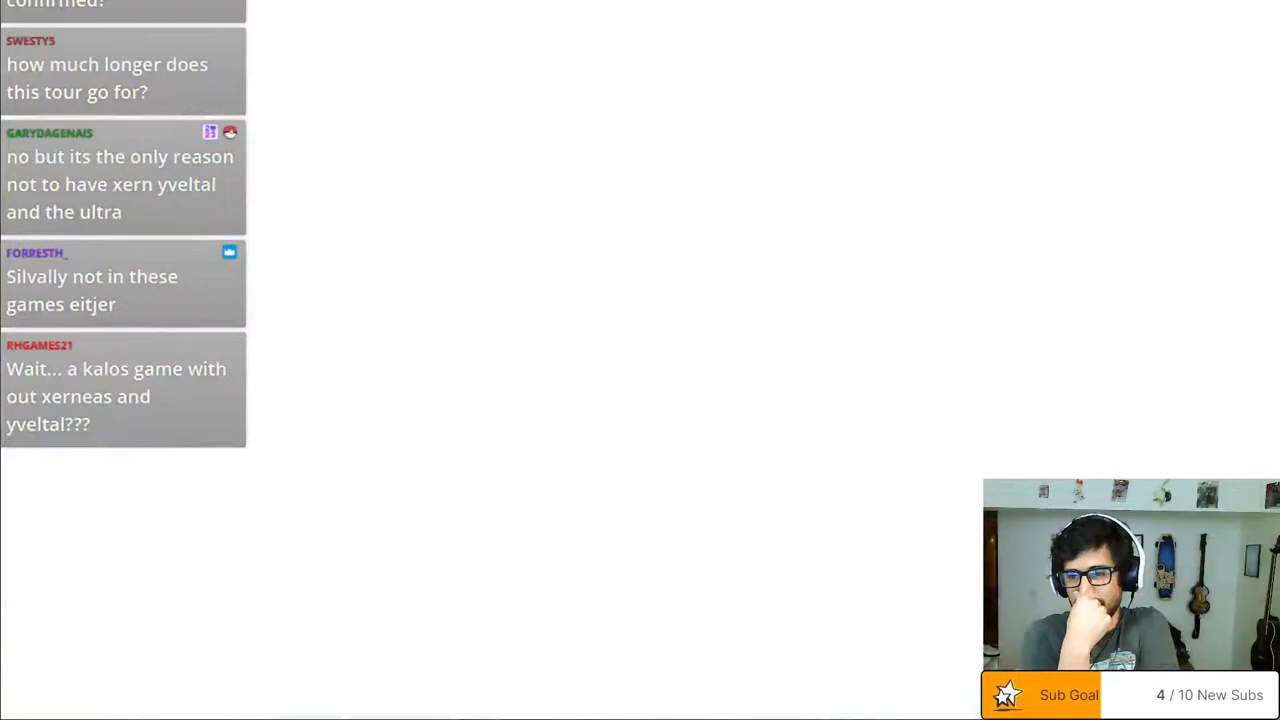 confirmed?
SWESTY5
how much longer does
this tour go for?
GARYDAGENAIS
no but its the only reason
not to have xern yveltal
and the ultra
FORRESTH_
Silvally not in these
games eitjer
RHGAMES21
Wait... a kalos game with
out xerneas and
yveltal???
Sub Goal 4 / 10 New Subs